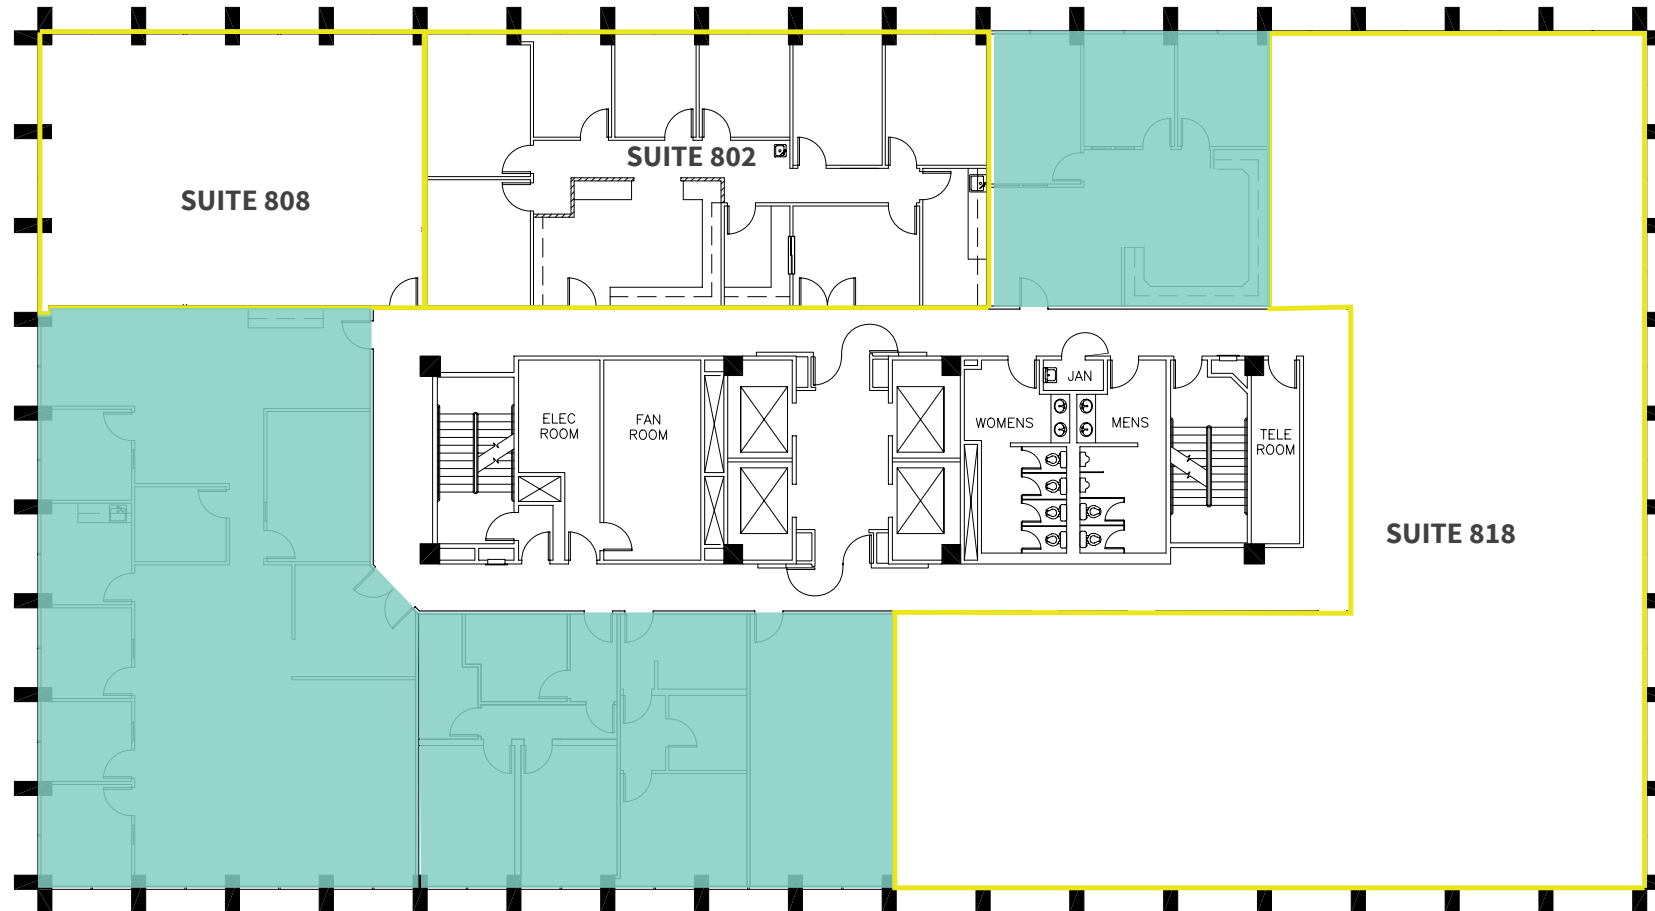 SUITE 802
SUITE 808
JAN
ELEC
ROOM
FAN
ROOM
WOMENS
MENS
TELE
ROOM
SUITE 818